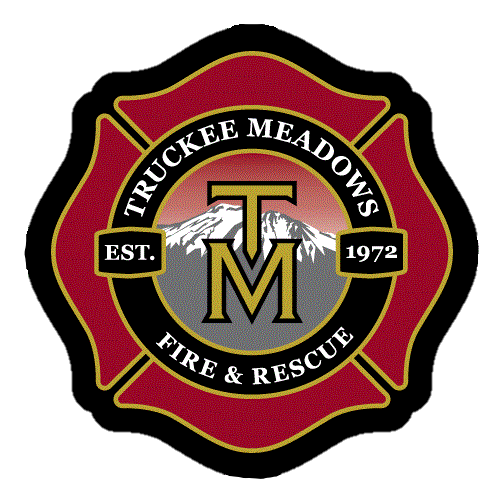 TRUCKEE MEADOWS
EST.
TM
1972
FIRE & RESCUE